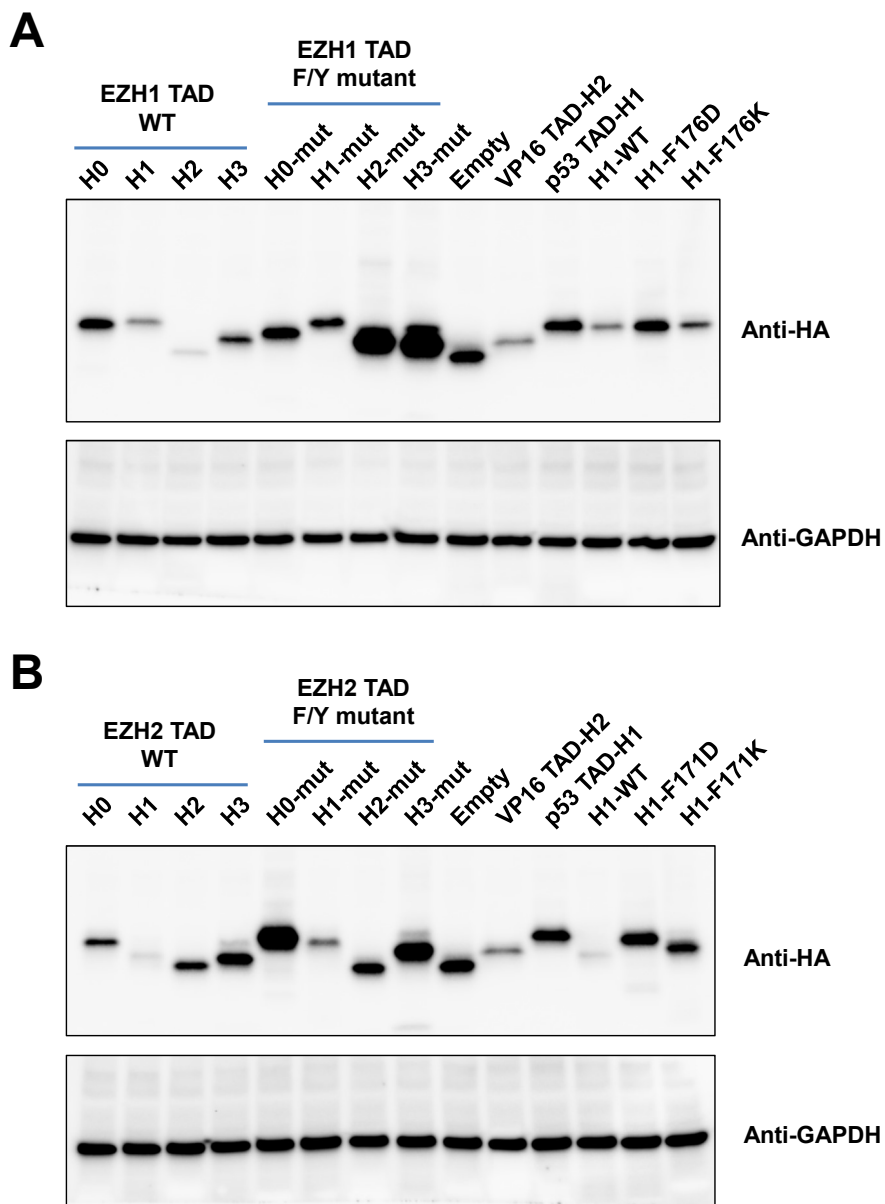 A
EZH1 TAD
WT
EZH1 TAD
F/Y mutant
H0
H1
H2
H3
H0-mut
H1-mut
H2-mut
H3-mut
Empty
VP16 TAD-H2
p53 TAD-H1
H1-WT
H1-F176D
H1-F176K
Anti-HA
Anti-GAPDH
B
EZH2 TAD
WT
EZH2 TAD
F/Y mutant
H0
H1
H2
H3
H0-mut
H1-mut
H2-mut
H3-mut
Empty
VP16 TAD-H2
p53 TAD-H1
H1-WT
H1-F171D
H1-F171K
Anti-HA
Anti-GAPDH